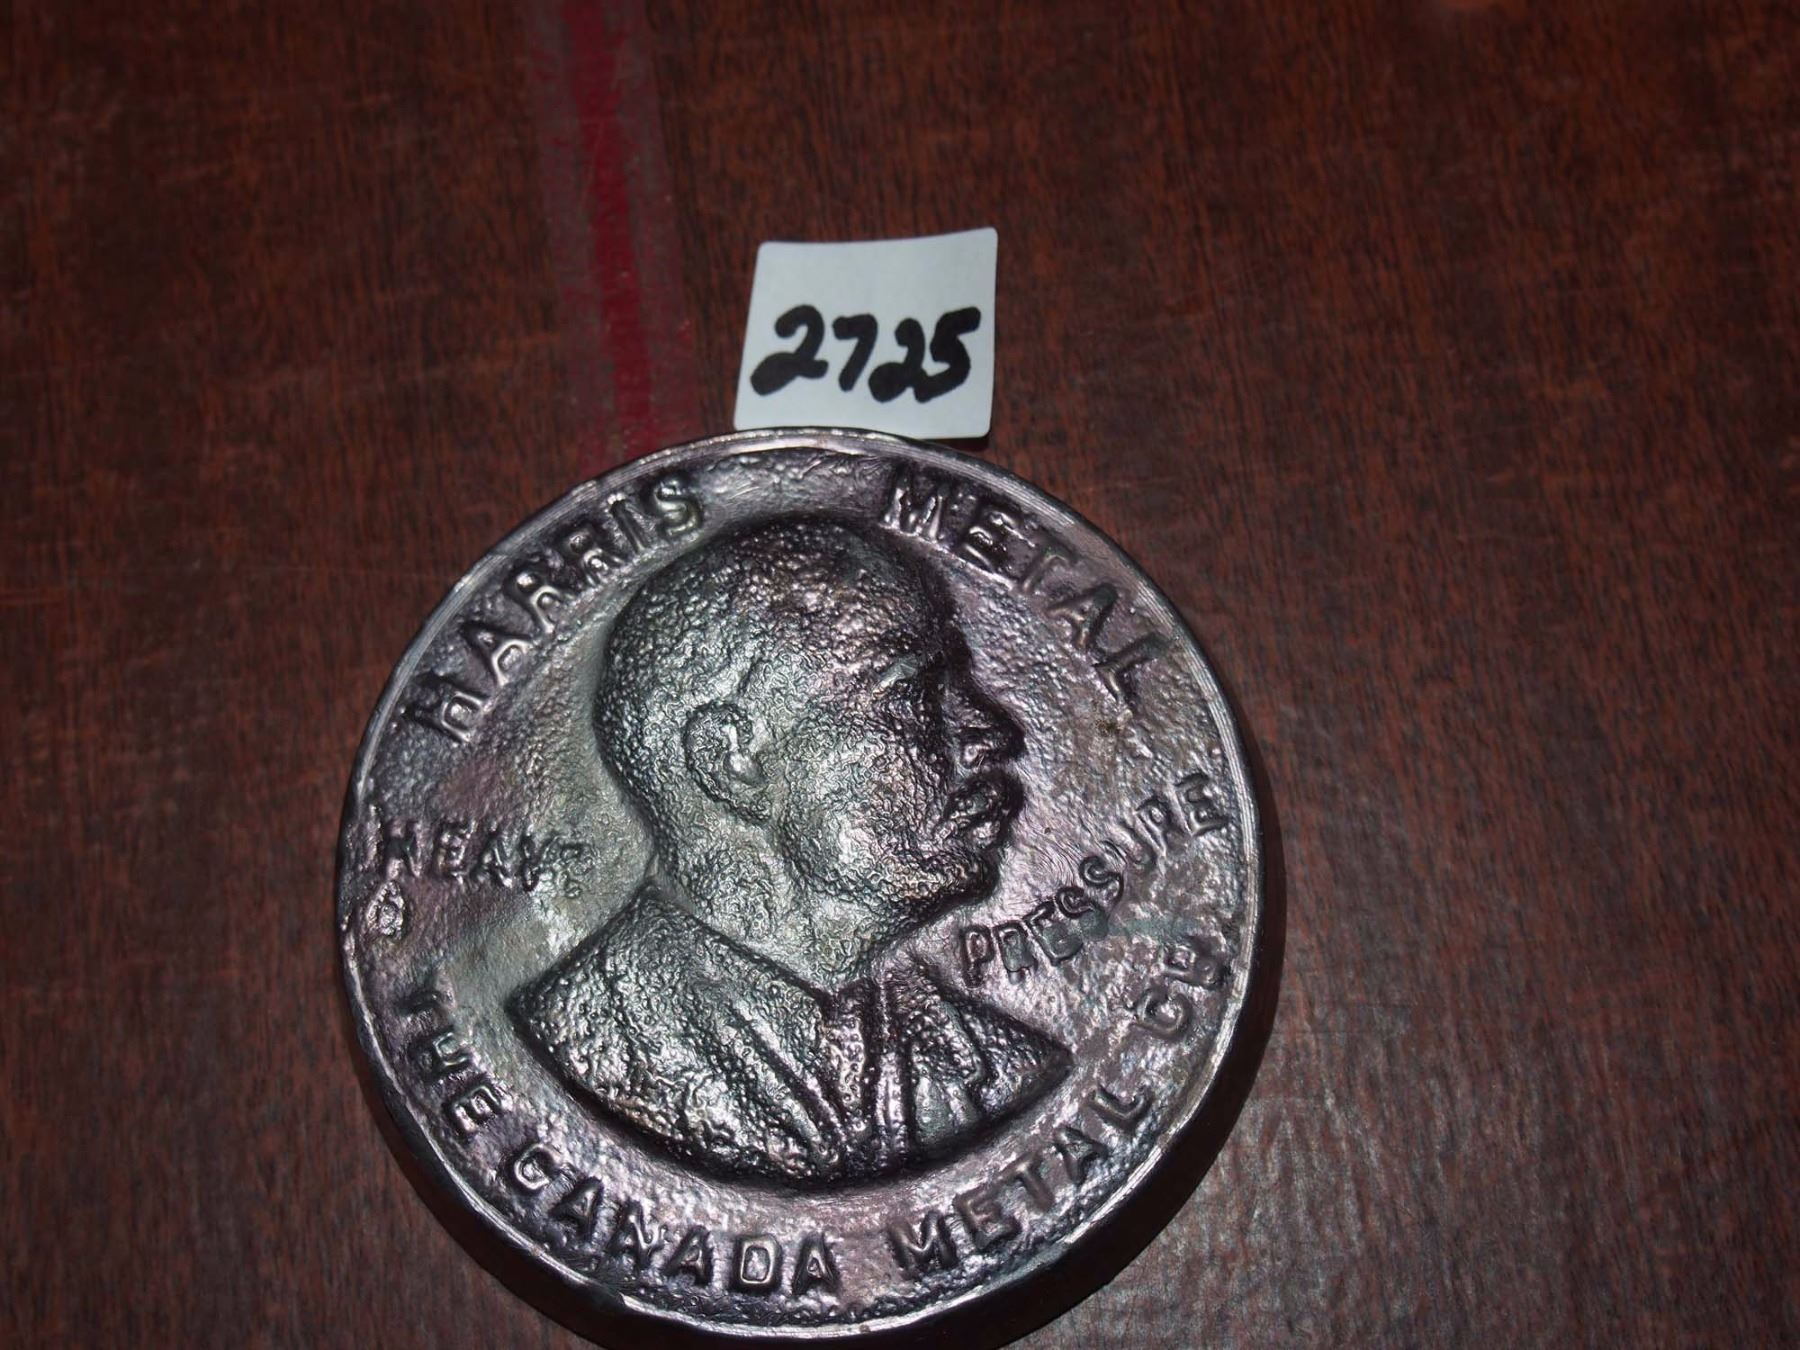 2725
HARRIS METAL
HEAVY PRESSURE
THE CANADA METAL CO